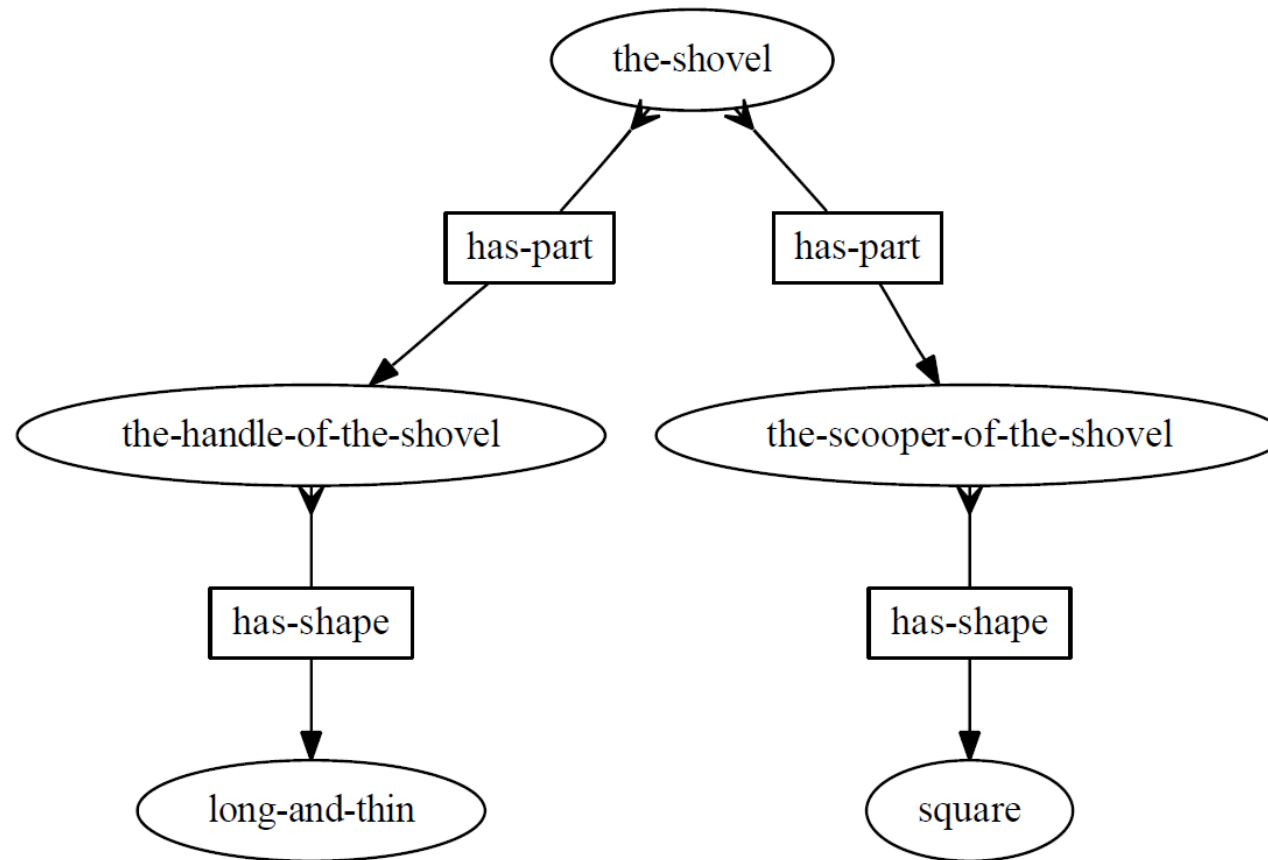 the-shovel
has-part
has-part
the-handle-of-the-shovel
the-scooper-of-the-shovel
has-shape
has-shape
long-and-thin
square